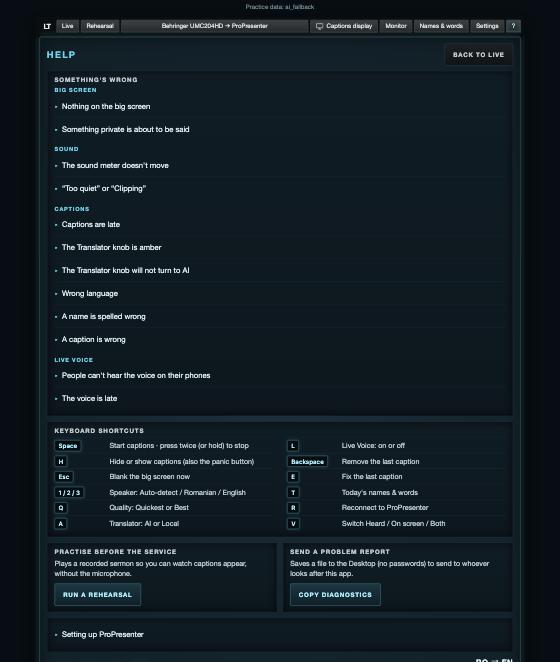 Practice data: ai_fallback
LT Live Rehearsal Behringer UMC204HD → ProPresenter Captions display Monitor Names & words Settings ?
HELP
BACK TO LIVE
SOMETHING'S WRONG
BIG SCREEN
Nothing on the big screen
Something private is about to be said
SOUND
The sound meter doesn't move
"Too quiet" or "Clipping"
CAPTIONS
Captions are late
The Translator knob is amber
The Translator knob will not turn to AI
Wrong language
A name is spelled wrong
A caption is wrong
LIVE VOICE
People can't hear the voice on their phones
The voice is late
KEYBOARD SHORTCUTS
Space Start captions · press twice (or hold) to stop
H Hide or show captions (also the panic button)
Esc Blank the big screen now
1 / 2 / 3 Speaker: Auto-detect / Romanian / English
Q Quality: Quickest or Best
A Translator: AI or Local
L Live Voice: on or off
Backspace Remove the last caption
E Fix the last caption
T Today's names & words
R Reconnect to ProPresenter
V Switch Heard / On screen / Both
PRACTISE BEFORE THE SERVICE
Plays a recorded sermon so you can watch captions appear,
without the microphone.
RUN A REHEARSAL
SEND A PROBLEM REPORT
Saves a file to the Desktop (no passwords) to send to whoever
looks after this app.
COPY DIAGNOSTICS
Setting up ProPresenter